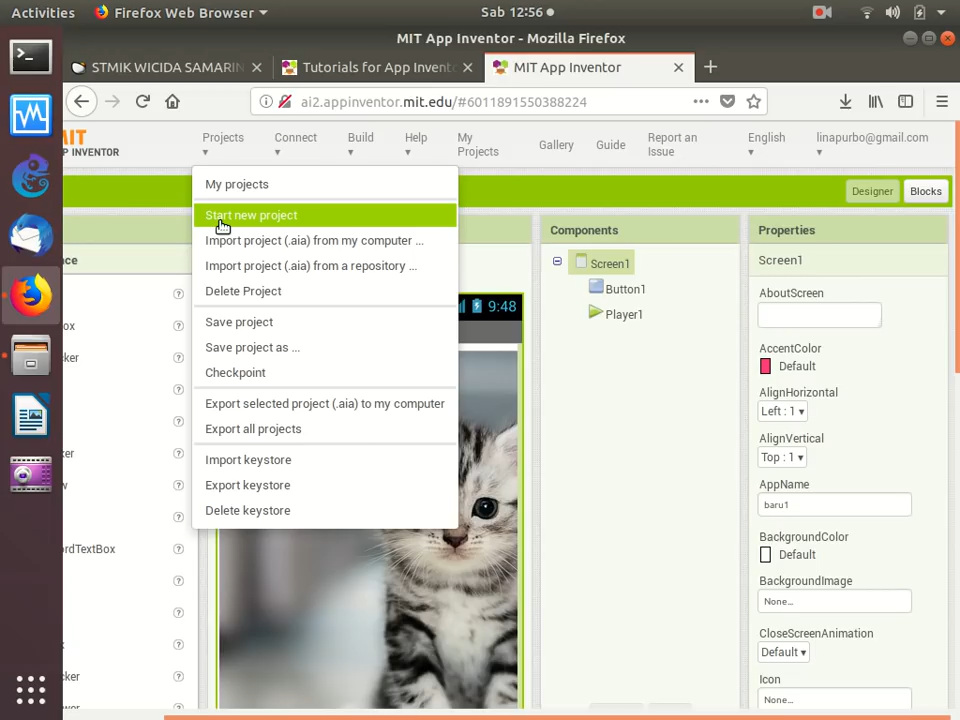 Activities
Firefox Web Browser
Sab 12:56
MIT App Inventor - Mozilla Firefox
STMIK WICIDA SAMARIN
Tutorials for App Invento
MIT App Inventor
ai2.appinventor.mit.edu/#6011891550388224
MIT
APP INVENTOR
Projects
Connect
Build
Help
My Projects
Gallery
Guide
Report an Issue
English
linapurbo@gmail.com
Designer
Blocks
My projects
Start new project
Import project (.aia) from my computer ...
Import project (.aia) from a repository ...
Delete Project
Save project
Save project as ...
Checkpoint
Export selected project (.aia) to my computer
Export all projects
Import keystore
Export keystore
Delete keystore
9:48
Components
Screen1
Button1
Player1
Properties
Screen1
AboutScreen
AccentColor
Default
AlignHorizontal
Left : 1
AlignVertical
Top : 1
AppName
baru1
BackgroundColor
Default
BackgroundImage
None...
CloseScreenAnimation
Default
Icon
None...